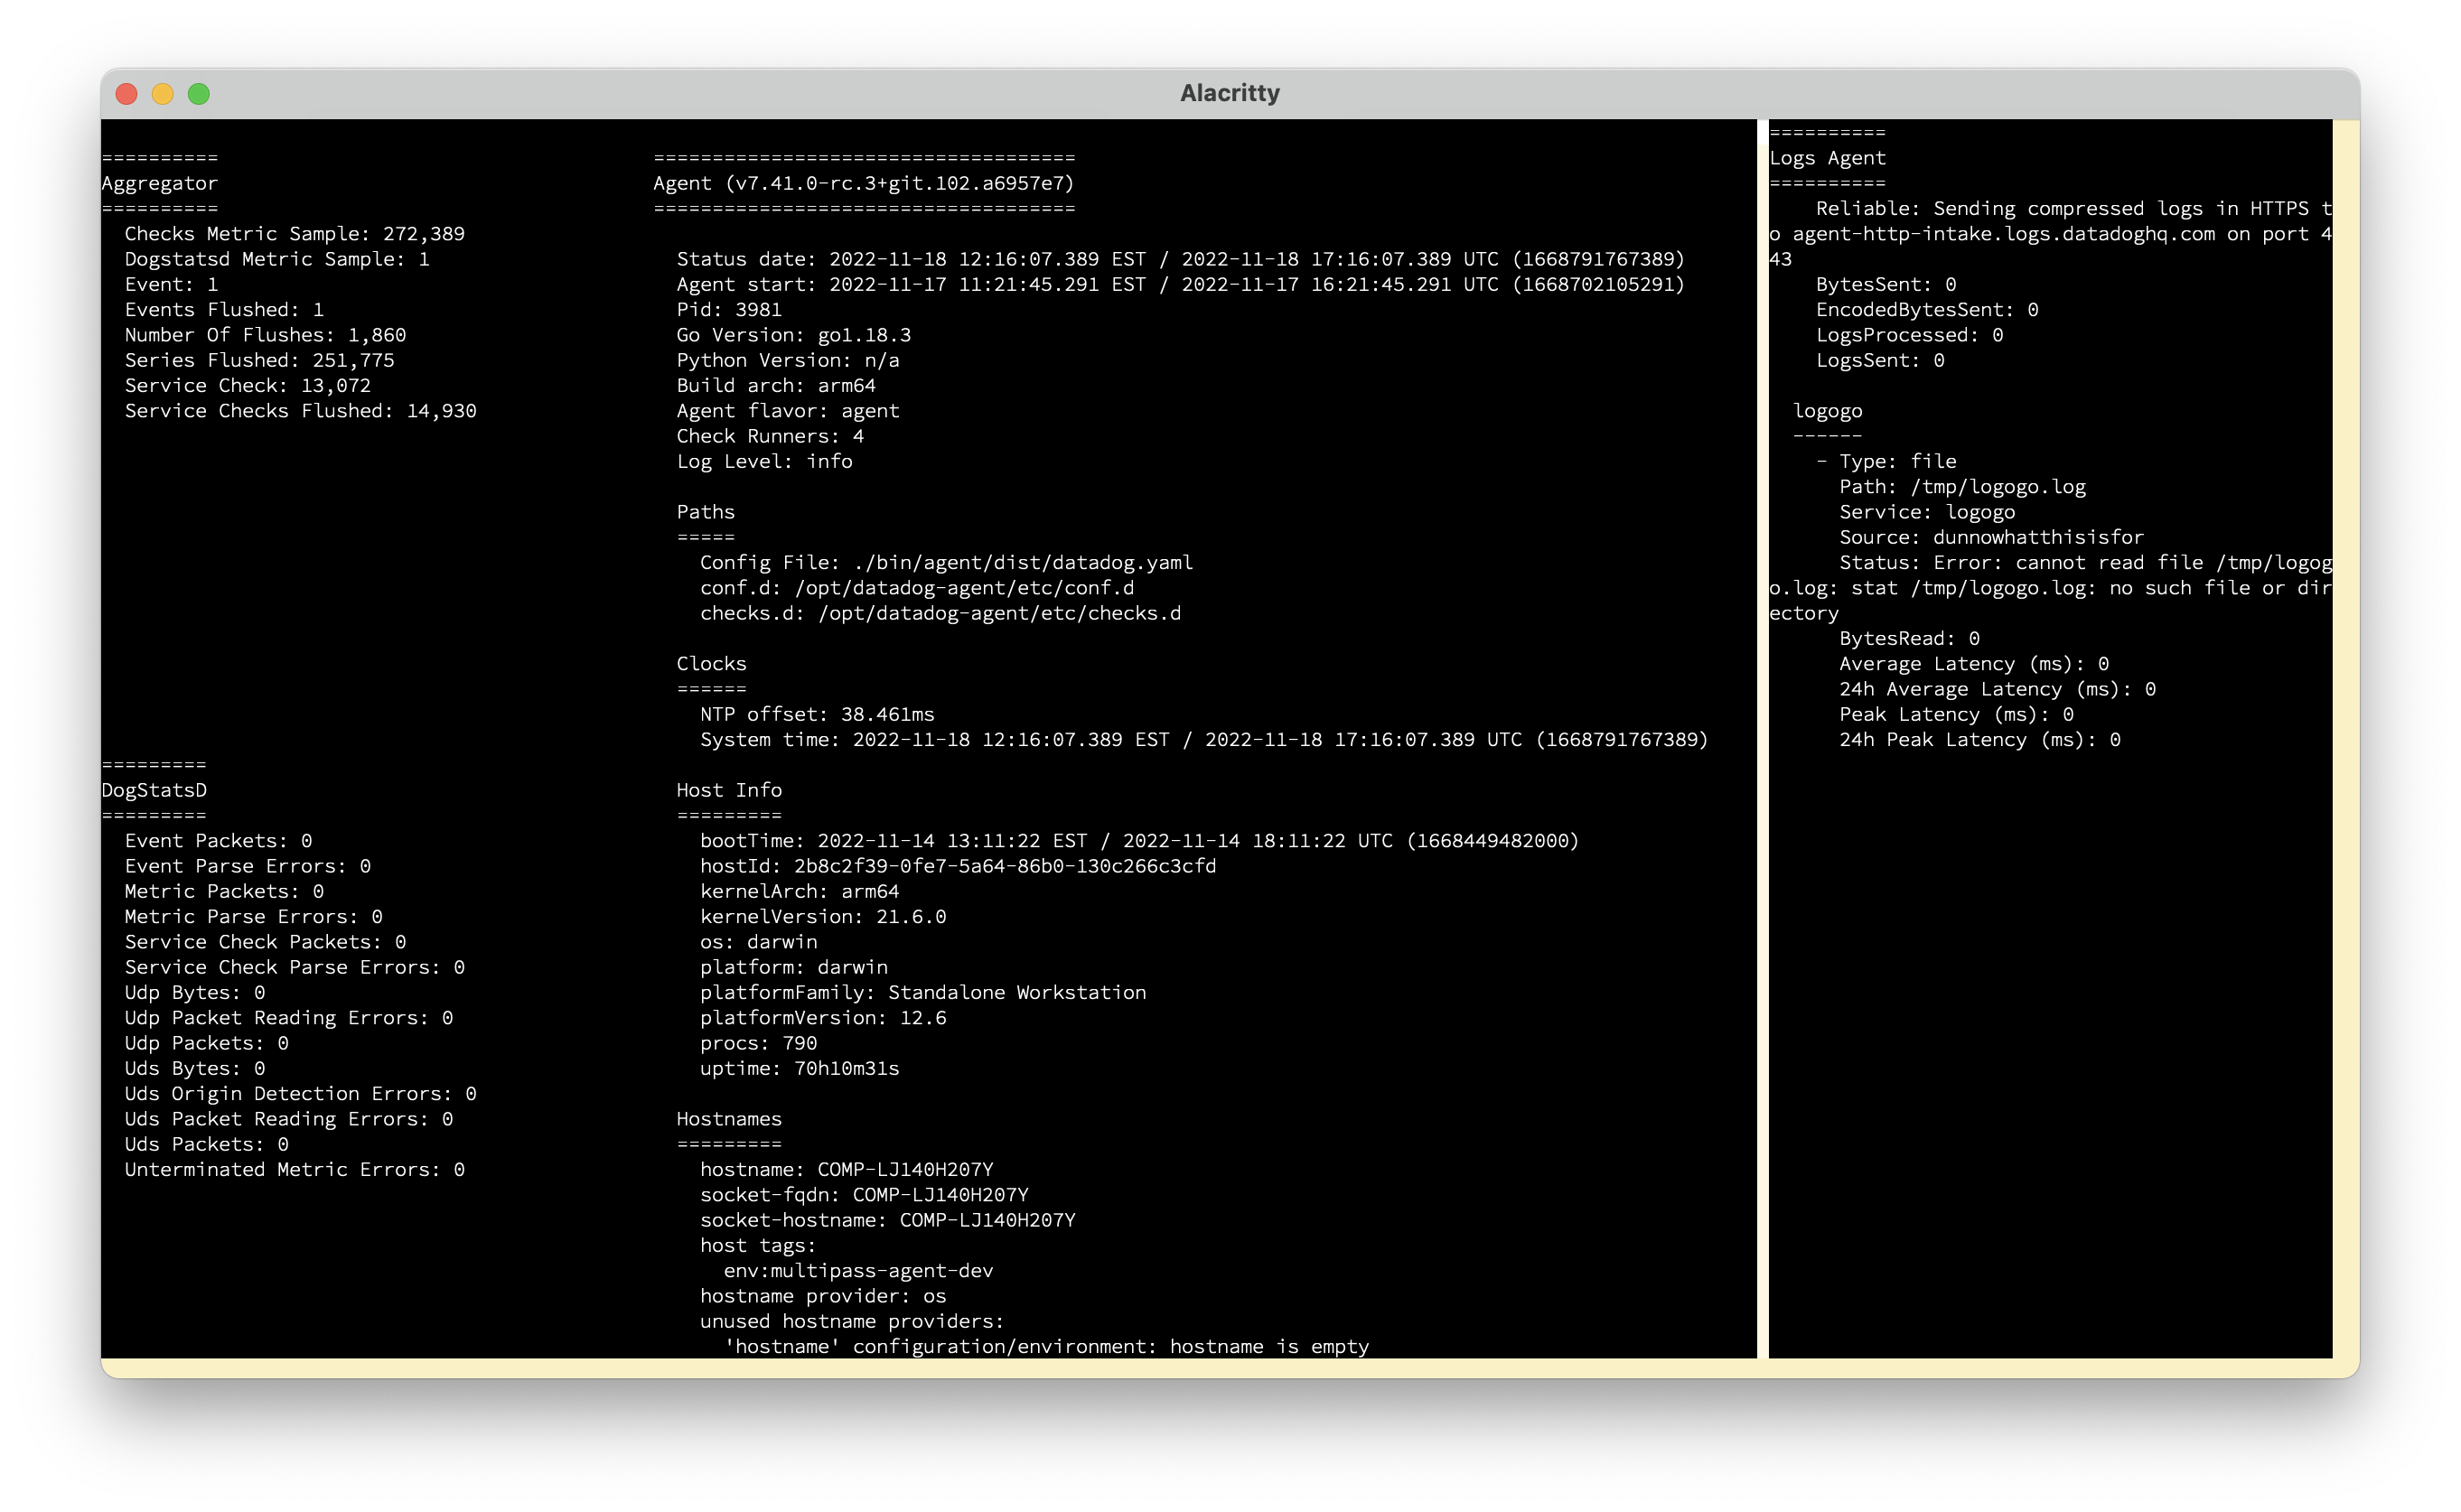 Alacritty
==========
Aggregator
==========
Checks Metric Sample: 272,389
Dogstatsd Metric Sample: 1
Event: 1
Events Flushed: 1
Number Of Flushes: 1,860
Series Flushed: 251,775
Service Check: 13,072
Service Checks Flushed: 14,930
=========
DogStatsD
=========
Event Packets: 0
Event Parse Errors: 0
Metric Packets: 0
Metric Parse Errors: 0
Service Check Packets: 0
Service Check Parse Errors: 0
Udp Bytes: 0
Udp Packet Reading Errors: 0
Udp Packets: 0
Uds Bytes: 0
Uds Origin Detection Errors: 0
Uds Packet Reading Errors: 0
Uds Packets: 0
Unterminated Metric Errors: 0
====================================
Agent (v7.41.0-rc.3+git.102.a6957e7)
====================================
Status date: 2022-11-18 12:16:07.389 EST / 2022-11-18 17:16:07.389 UTC (1668791767389)
Agent start: 2022-11-17 11:21:45.291 EST / 2022-11-17 16:21:45.291 UTC (1668702105291)
Pid: 3981
Go Version: go1.18.3
Python Version: n/a
Build arch: arm64
Agent flavor: agent
Check Runners: 4
Log Level: info
Paths
=====
Config File: ./bin/agent/dist/datadog.yaml
conf.d: /opt/datadog-agent/etc/conf.d
checks.d: /opt/datadog-agent/etc/checks.d
Clocks
======
NTP offset: 38.461ms
System time: 2022-11-18 12:16:07.389 EST / 2022-11-18 17:16:07.389 UTC (1668791767389)
Host Info
=========
bootTime: 2022-11-14 13:11:22 EST / 2022-11-14 18:11:22 UTC (1668449482000)
hostId: 2b8c2f39-0fe7-5a64-86b0-130c266c3cfd
kernelArch: arm64
kernelVersion: 21.6.0
os: darwin
platform: darwin
platformFamily: Standalone Workstation
platformVersion: 12.6
procs: 790
uptime: 70h10m31s
Hostnames
=========
hostname: COMP-LJ140H207Y
socket-fqdn: COMP-LJ140H207Y
socket-hostname: COMP-LJ140H207Y
host tags:
env:multipass-agent-dev
hostname provider: os
unused hostname providers:
'hostname' configuration/environment: hostname is empty
==========
Logs Agent
==========
Reliable: Sending compressed logs in HTTPS t
o agent-http-intake.logs.datadoghq.com on port 4
43
BytesSent: 0
EncodedBytesSent: 0
LogsProcessed: 0
LogsSent: 0
logogo
------
- Type: file
Path: /tmp/logogo.log
Service: logogo
Source: dunnowhatthisisfor
Status: Error: cannot read file /tmp/logog
o.log: stat /tmp/logogo.log: no such file or dir
ectory
BytesRead: 0
Average Latency (ms): 0
24h Average Latency (ms): 0
Peak Latency (ms): 0
24h Peak Latency (ms): 0